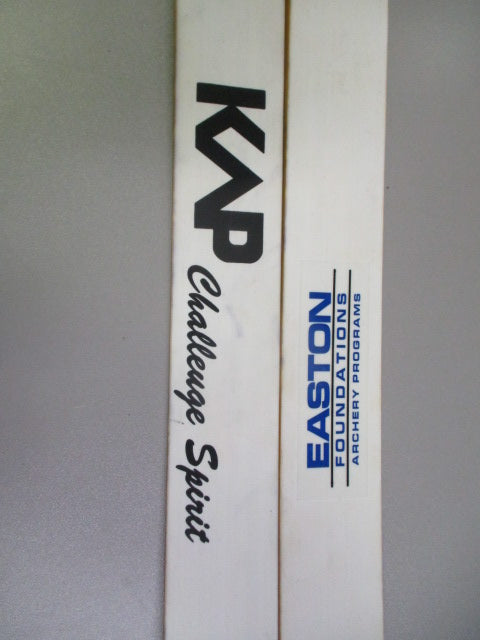 KAP
Challenge Spirit
EASTON
FOUNDATIONS
ARCHERY PROGRAMS